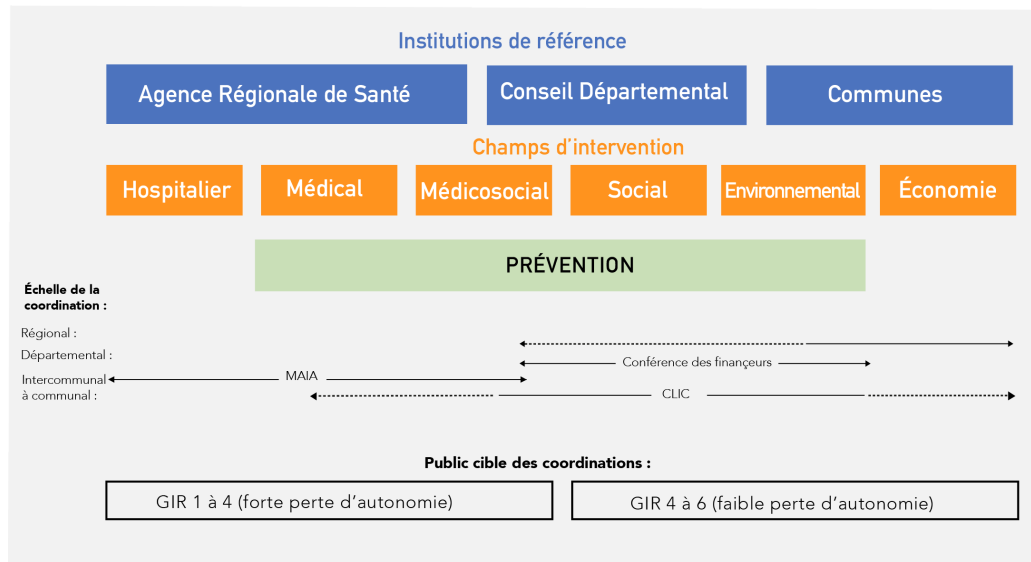 Institutions de référence
Agence Régionale de Santé
Conseil Départemental
Communes
Champs d'intervention
Hospitalier
Médical
Médicosocial
Social
Environnemental
Économie
PRÉVENTION
Échelle de la
coordination :
Régional :
Départemental :
Conférence des finançeurs
Intercommunal
à communal :
MAIA
CLIC
Public cible des coordinations :
GIR 1 à 4 (forte perte d'autonomie)
GIR 4 à 6 (faible perte d'autonomie)